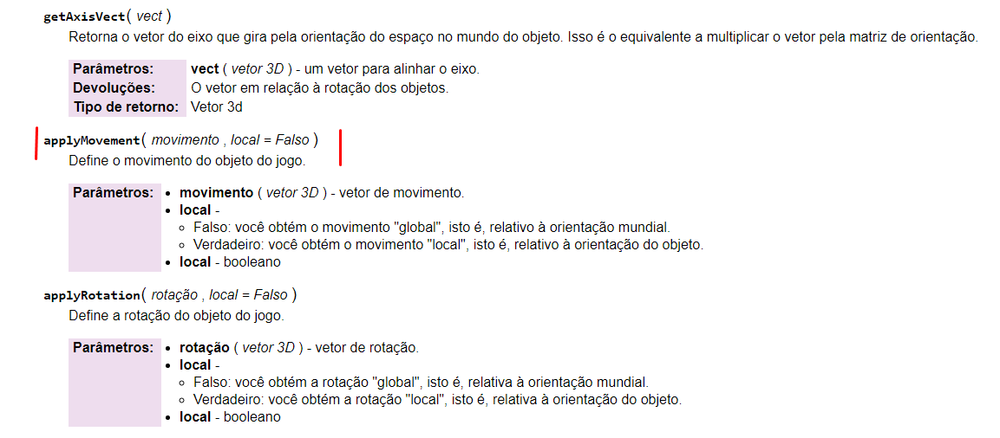 getAxisVect( vect )
Retorna o vetor do eixo que gira pela orientação do espaço no mundo do objeto. Isso é o equivalente a multiplicar o vetor pela matriz de orientação.
Parâmetros: vect ( vetor 3D ) - um vetor para alinhar o eixo.
Devoluções: O vetor em relação à rotação dos objetos.
Tipo de retorno: Vetor 3d
applyMovement( movimento , local = Falso )
Define o movimento do objeto do jogo.
Parâmetros: • movimento ( vetor 3D ) - vetor de movimento.
• local -
◦ Falso: você obtém o movimento "global", isto é, relativo à orientação mundial.
◦ Verdadeiro: você obtém o movimento "local", isto é, relativo à orientação do objeto.
• local - booleano
applyRotation( rotação , local = Falso )
Define a rotação do objeto do jogo.
Parâmetros: • rotação ( vetor 3D ) - vetor de rotação.
• local -
◦ Falso: você obtém a rotação "global", isto é, relativa à orientação mundial.
◦ Verdadeiro: você obtém a rotação "local", isto é, relativa à orientação do objeto.
• local - booleano